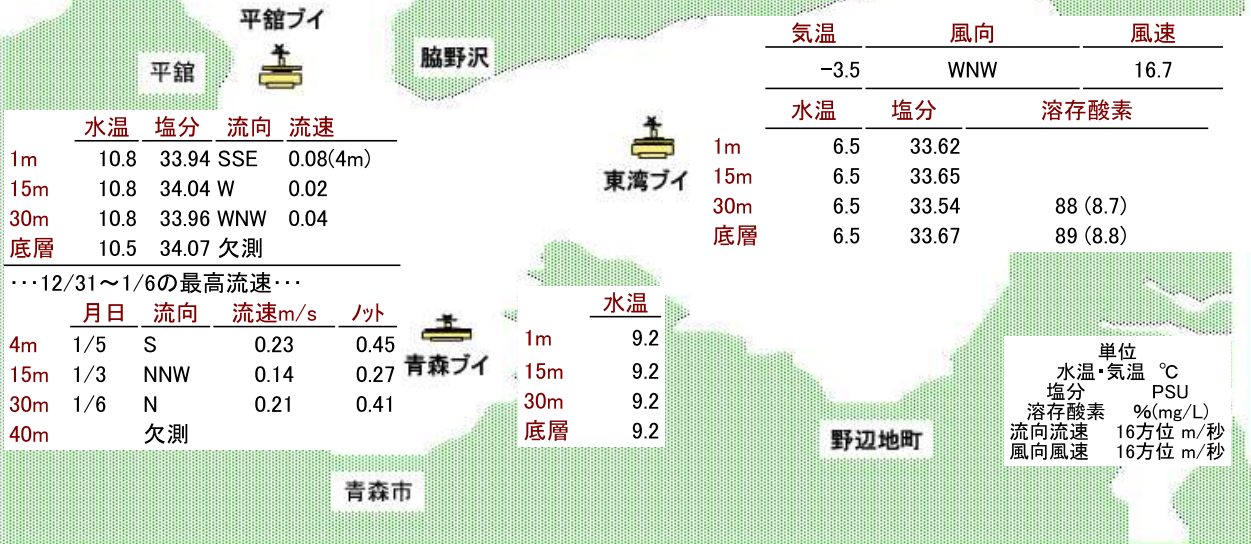 平舘ブイ
平舘
脇野沢
水温 塩分 流向 流速
1m 10.8 33.94 SSE 0.08(4m)
15m 10.8 34.04 W 0.02
30m 10.8 33.96 WNW 0.04
底層 10.5 34.07 欠測
･･･12/31～1/6の最高流速･･･
月日 流向 流速m/s ﾉｯﾄ
4m 1/5 S 0.23 0.45
15m 1/3 NNW 0.14 0.27
30m 1/6 N 0.21 0.41
40m 欠測
気温 風向 風速
-3.5 WNW 16.7
水温 塩分 溶存酸素
1m 6.5 33.62
15m 6.5 33.65
30m 6.5 33.54 88 (8.7)
底層 6.5 33.67 89 (8.8)
東湾ブイ
青森ブイ
水温
1m 9.2
15m 9.2
30m 9.2
底層 9.2
青森市
野辺地町
単位
水温・気温 ℃
塩分 PSU
溶存酸素 %(mg/L)
流向流速 16方位 m/秒
風向風速 16方位 m/秒